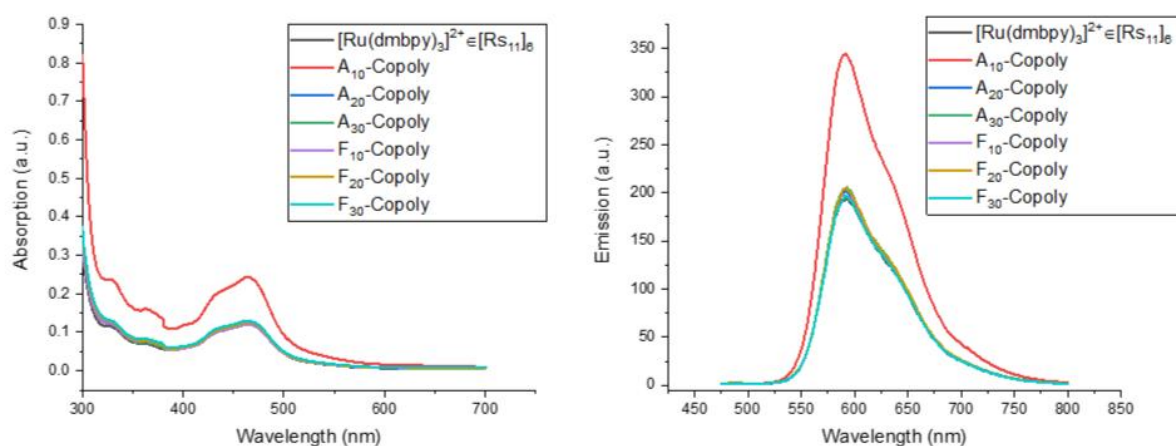 0.9
0.8
0.7
0.6
0.5
0.4
0.3
0.2
0.1
0.0
Absorption (a.u.)
300
400
500
600
700
Wavelength (nm)
[Ru(dmbpy)₃]²⁺∈[Rs₁₁]₆
A₁₀-Copoly
A₂₀-Copoly
A₃₀-Copoly
F₁₀-Copoly
F₂₀-Copoly
F₃₀-Copoly
350
300
250
200
150
100
50
0
Emission (a.u.)
450
500
550
600
650
700
750
800
850
Wavelength (nm)
[Ru(dmbpy)₃]²⁺∈[Rs₁₁]₆
A₁₀-Copoly
A₂₀-Copoly
A₃₀-Copoly
F₁₀-Copoly
F₂₀-Copoly
F₃₀-Copoly